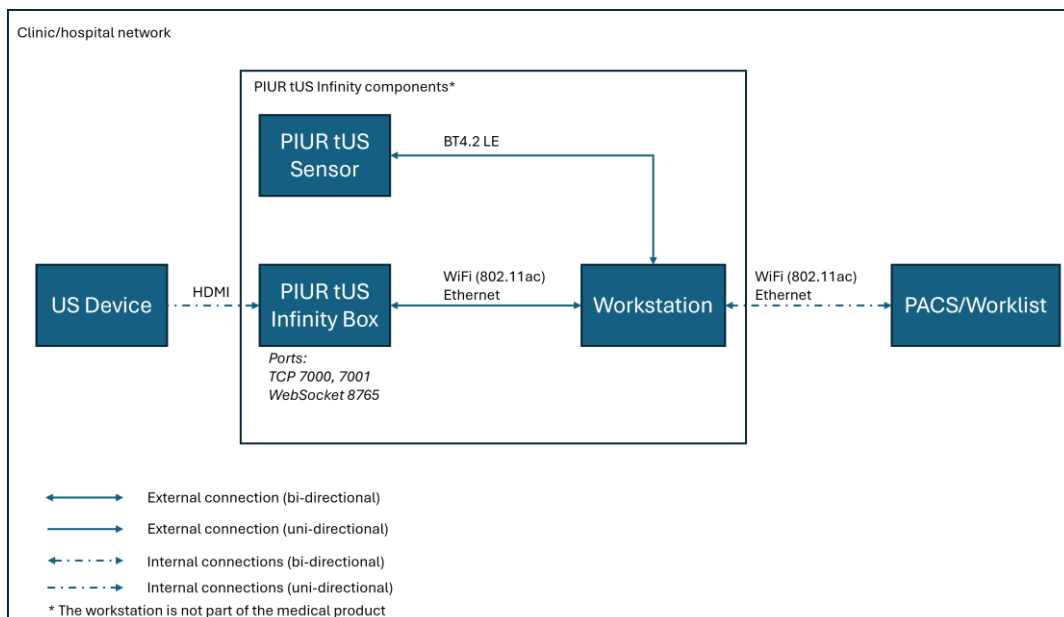 Clinic/hospital network
PIUR tUS Infinity components*
PIUR tUS
Sensor
BT4.2 LE
US Device
HDMI
PIUR tUS
Infinity Box
WiFi (802.11ac)
Ethernet
Workstation
WiFi (802.11ac)
Ethernet
PACS/Worklist
Ports:
TCP 7000, 7001
WebSocket 8765
External connection (bi-directional)
External connection (uni-directional)
Internal connections (bi-directional)
Internal connections (uni-directional)
* The workstation is not part of the medical product